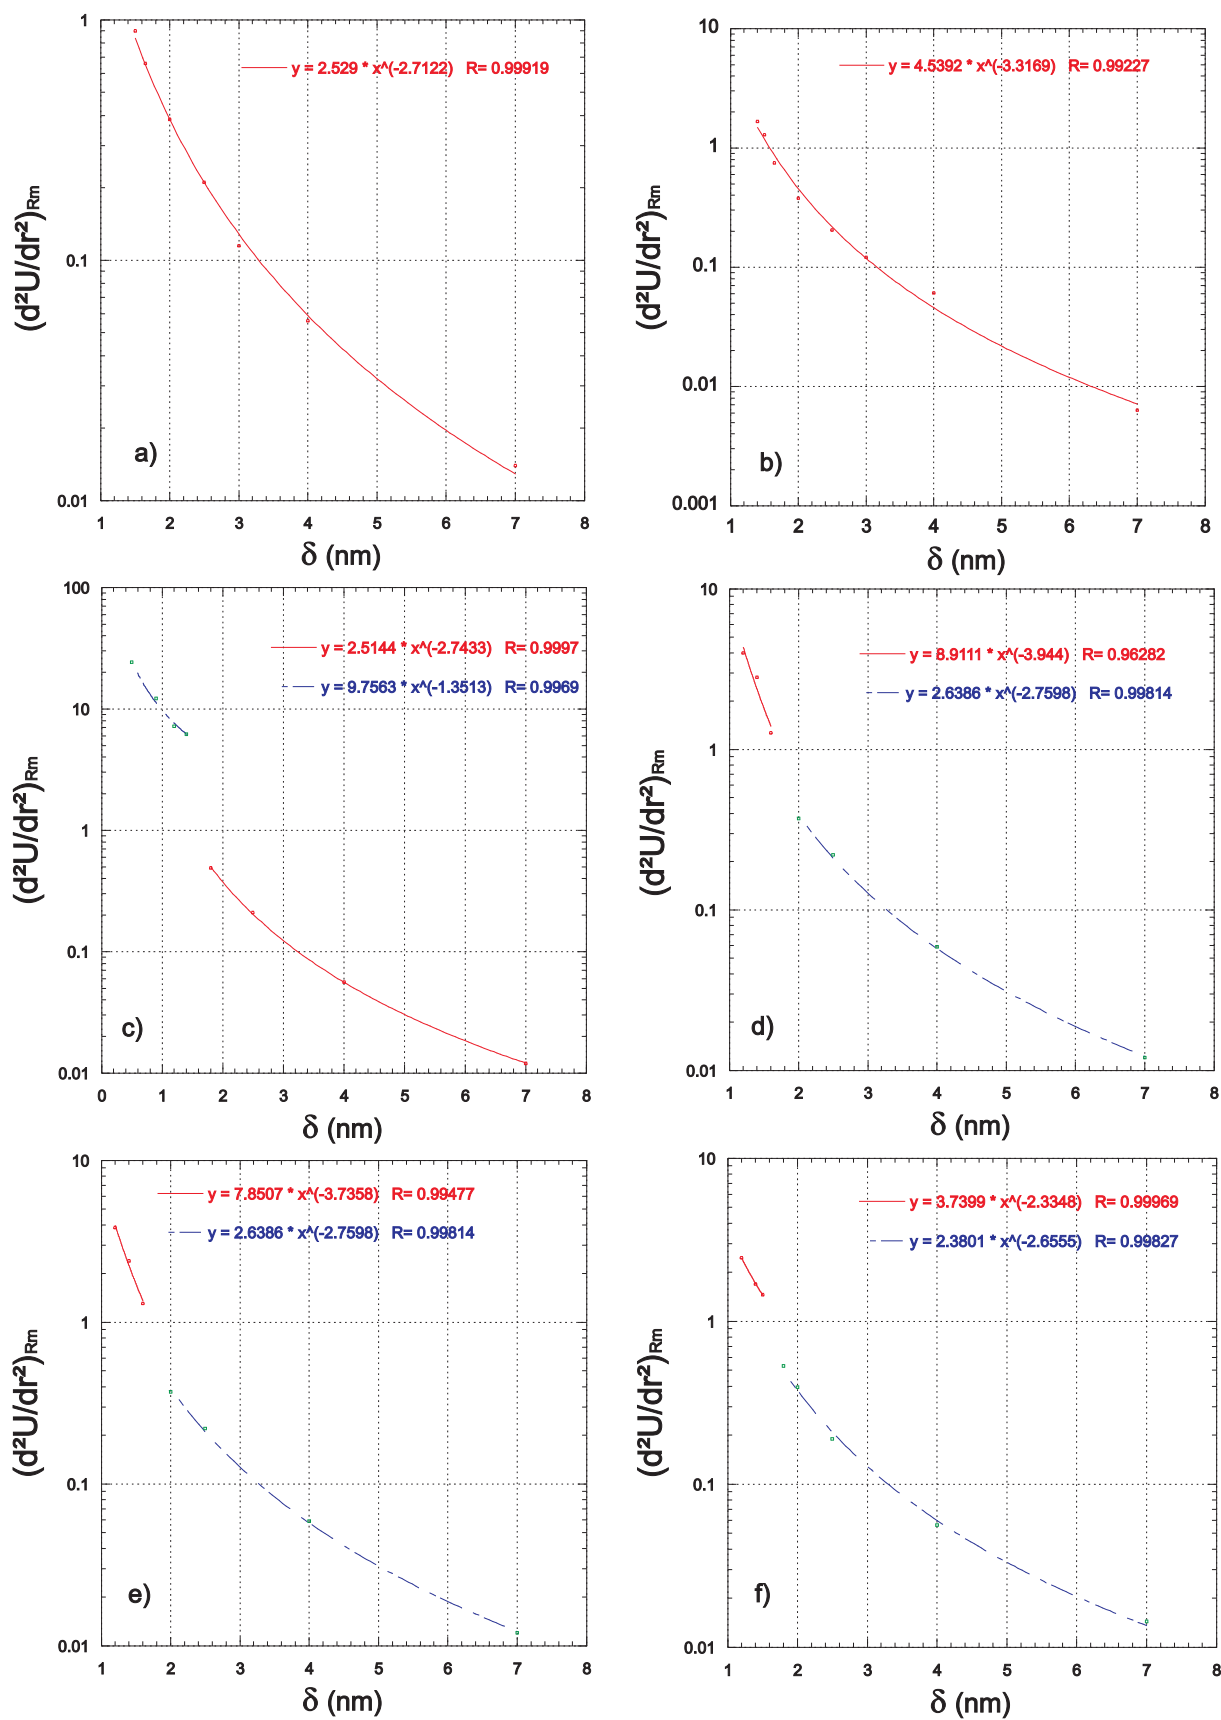 1
y = 2.529 * x^(-2.7122) R= 0.99919
0.1
0.01
(d²U/dr²)Rm
a)
1 2 3 4 5 6 7 8
δ (nm)
10
y = 4.5392 * x^(-3.3169) R= 0.99227
1
0.1
0.01
0.001
(d²U/dr²)Rm
b)
1 2 3 4 5 6 7 8
δ (nm)
100
y = 2.5144 * x^(-2.7433) R= 0.9997
y = 9.7563 * x^(-1.3513) R= 0.9969
10
1
0.1
0.01
(d²U/dr²)Rm
c)
0 1 2 3 4 5 6 7 8
δ (nm)
10
y = 8.9111 * x^(-3.944) R= 0.96282
y = 2.6386 * x^(-2.7598) R= 0.99814
1
0.1
0.01
(d²U/dr²)Rm
d)
1 2 3 4 5 6 7 8
δ (nm)
10
y = 7.8507 * x^(-3.7358) R= 0.99477
y = 2.6386 * x^(-2.7598) R= 0.99814
1
0.1
0.01
(d²U/dr²)Rm
e)
1 2 3 4 5 6 7 8
δ (nm)
10
y = 3.7399 * x^(-2.3348) R= 0.99969
y = 2.3801 * x^(-2.6555) R= 0.99827
1
0.1
0.01
(d²U/dr²)Rm
f)
1 2 3 4 5 6 7 8
δ (nm)